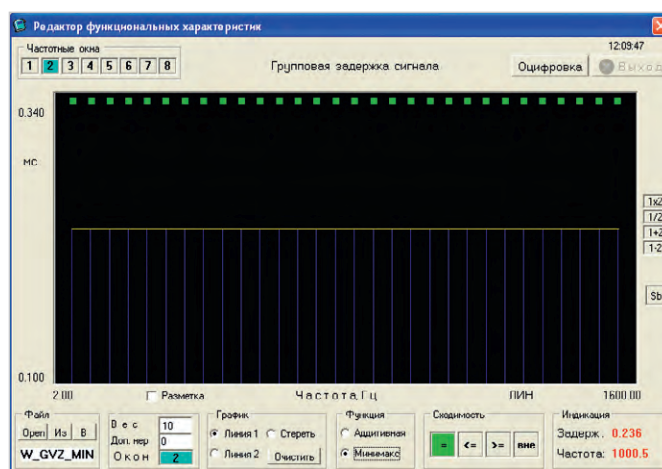 Редактор функциональных характеристик
Частотные окна
12:09:47
1 2 3 4 5 6 7 8
Групповая задержка сигнала
Оцифровка
Выход
0.340
мс
1x2
1/2
1+2
1-2
Sb
0.100
2.00
Разметка
Частота,Гц
ЛИН
1600.00
Файл
Open Из В
W_GVZ_MIN
Вес 10
Доп. нер 0
Окон 2
График
Линия 1 Стереть
Линия 2 Очистить
Функция
Аддитивная
Минимакс
Сходимость
= <= >= вне
Индикация
Задерж. 0.236
Частота: 1000.5